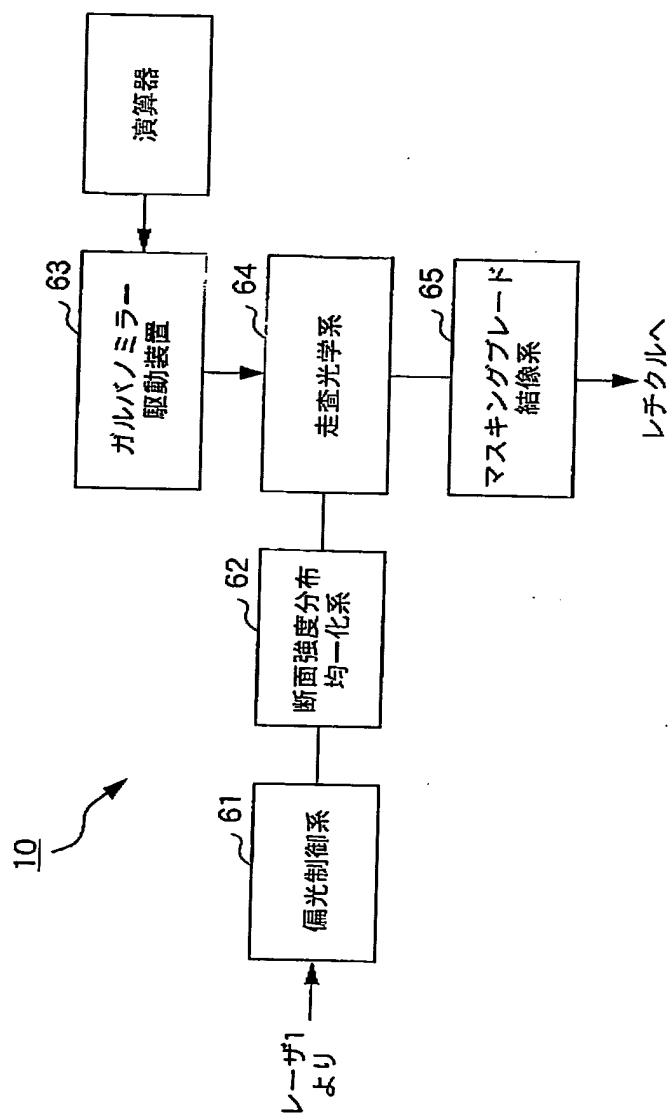 10
レーザ1
より
61
偏光制御系
62
断面強度分布
均一化系
演算器
63
ガルバノミラー
駆動装置
64
走査光学系
65
マスキングブレード
結像系
レチクルへ